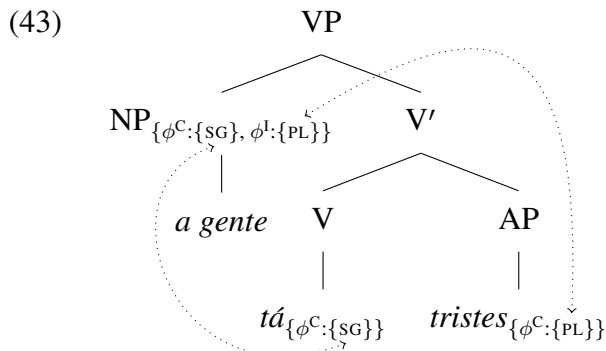 (43) VP
NP{ϕC:{SG}, ϕI:{PL}} V′
a gente V AP
tá{ϕC:{SG}} tristes{ϕC:{PL}}